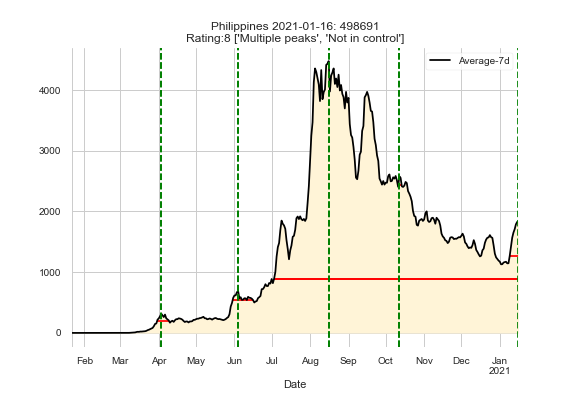 Philippines 2021-01-16: 498691
Rating:8 ['Multiple peaks', 'Not in control']
Average-7d
4000
3000
2000
1000
0
Feb Mar Apr May Jun Jul Aug Sep Oct Nov Dec Jan
2021
Date